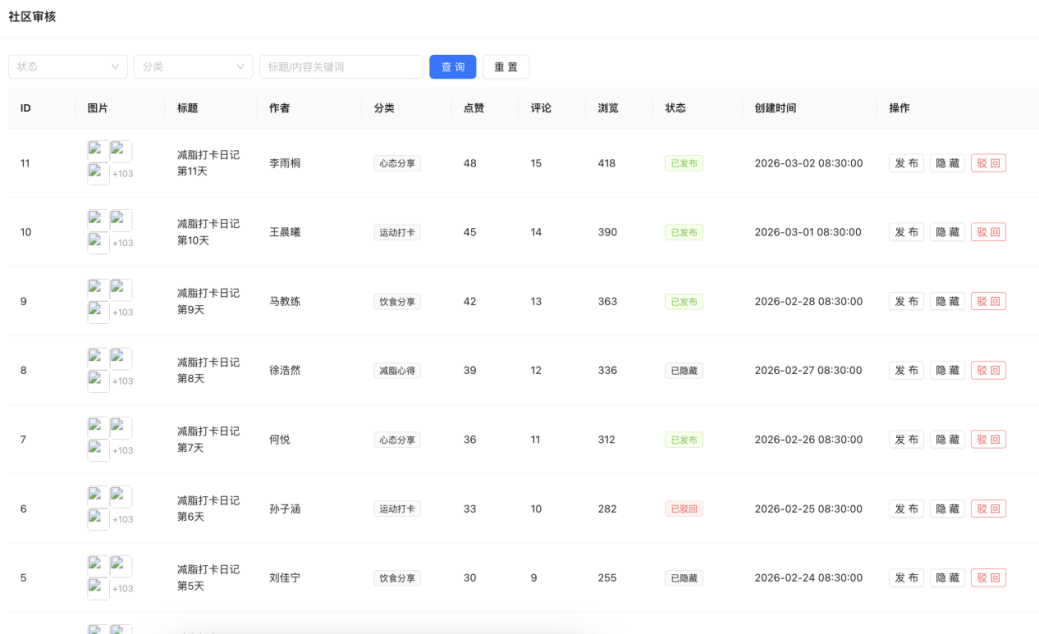 社区审核
状态 分类 标题/内容关键词 查 询 重 置
ID 图片 标题 作者 分类 点赞 评论 浏览 状态 创建时间 操作
减脂打卡日记
11 +103 第11天 李雨桐 心态分享 48 15 418 已发布 2026-03-02 08:30:00 发 布 隐 藏 驳 回
减脂打卡日记
10 +103 第10天 王晨曦 运动打卡 45 14 390 已发布 2026-03-01 08:30:00 发 布 隐 藏 驳 回
减脂打卡日记
9 +103 第9天 马教练 饮食分享 42 13 363 已发布 2026-02-28 08:30:00 发 布 隐 藏 驳 回
减脂打卡日记
8 +103 第8天 徐浩然 减脂心得 39 12 336 已隐藏 2026-02-27 08:30:00 发 布 隐 藏 驳 回
减脂打卡日记
7 +103 第7天 何悦 心态分享 36 11 312 已发布 2026-02-26 08:30:00 发 布 隐 藏 驳 回
减脂打卡日记
6 +103 第6天 孙子涵 运动打卡 33 10 282 已驳回 2026-02-25 08:30:00 发 布 隐 藏 驳 回
减脂打卡日记
5 +103 第5天 刘佳宁 饮食分享 30 9 255 已隐藏 2026-02-24 08:30:00 发 布 隐 藏 驳 回